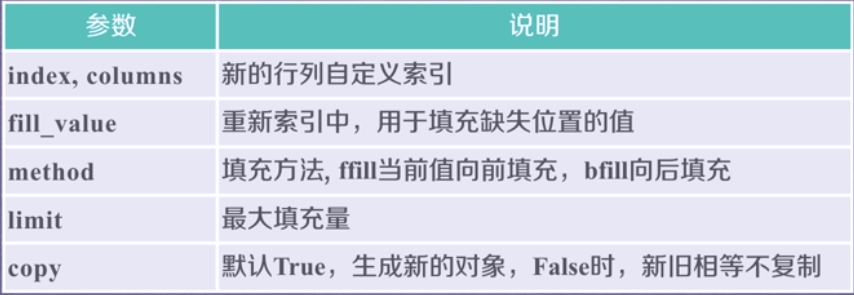 参数 说明
index, columns 新的行列自定义索引
fill_value 重新索引中，用于填充缺失位置的值
method 填充方法, ffill当前值向前填充，bfill向后填充
limit 最大填充量
copy 默认True，生成新的对象，False时，新旧相等不复制